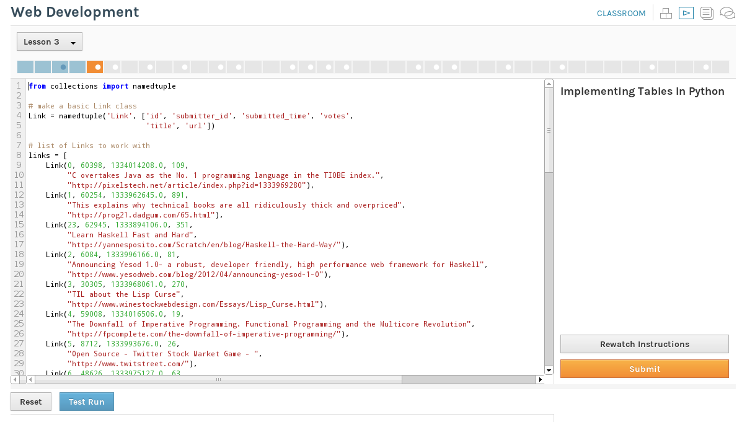 Web Development
CLASSROOM
Lesson 3
1 from collections import namedtuple
2
3 # make a basic Link class
4 Link = namedtuple('Link', ['id', 'submitter_id', 'submitted_time', 'votes',
5 'title', 'url'])
6
7 # list of Links to work with
8 links = [
9 Link(0, 60398, 1334014208.0, 109,
10 "C overtakes Java as the No. 1 programming language in the TIOBE index.",
11 "http://pixelstech.net/article/index.php?id=1333969280"),
12 Link(1, 60254, 1333962645.0, 891,
13 "This explains why technical books are all ridiculously thick and overpriced",
14 "http://prog21.dadgum.com/65.html"),
15 Link(23, 62945, 1333894106.0, 351,
16 "Learn Haskell Fast and Hard",
17 "http://yannesposito.com/Scratch/en/blog/Haskell-the-Hard-Way/"),
18 Link(2, 6084, 1333996166.0, 81,
19 "Announcing Yesod 1.0- a robust, developer friendly, high performance web framework for Haskell",
20 "http://www.yesodweb.com/blog/2012/04/announcing-yesod-1-0"),
21 Link(3, 30305, 1333968061.0, 270,
22 "TIL about the Lisp Curse",
23 "http://www.winestockwebdesign.com/Essays/Lisp_Curse.html"),
24 Link(4, 59008, 1334016506.0, 19,
25 "The Downfall of Imperative Programming. Functional Programming and the Multicore Revolution",
26 "http://fpcomplete.com/the-downfall-of-imperative-programming/"),
27 Link(5, 8712, 1333993676.0, 26,
28 "Open Source - Twitter Stock Market Game - ",
29 "http://www.twitstreet.com/"),
30 Link(6, 48626, 1333975127.0, 63,
Implementing Tables in Python
Rewatch Instructions
Submit
Reset
Test Run